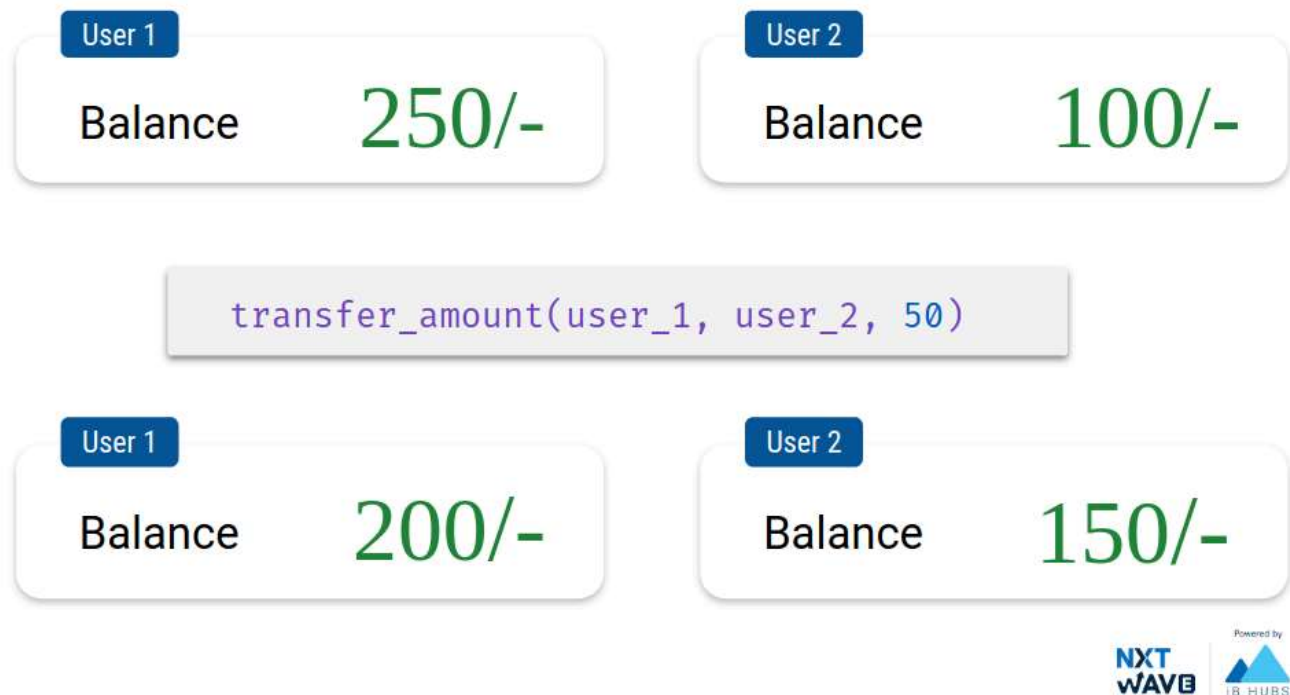 User 1
User 2
Balance 250/-
Balance 100/-
transfer_amount(user_1, user_2, 50)
User 1
User 2
Balance 200/-
Balance 150/-
Powered by
NXT
WAVE
iB HUBS